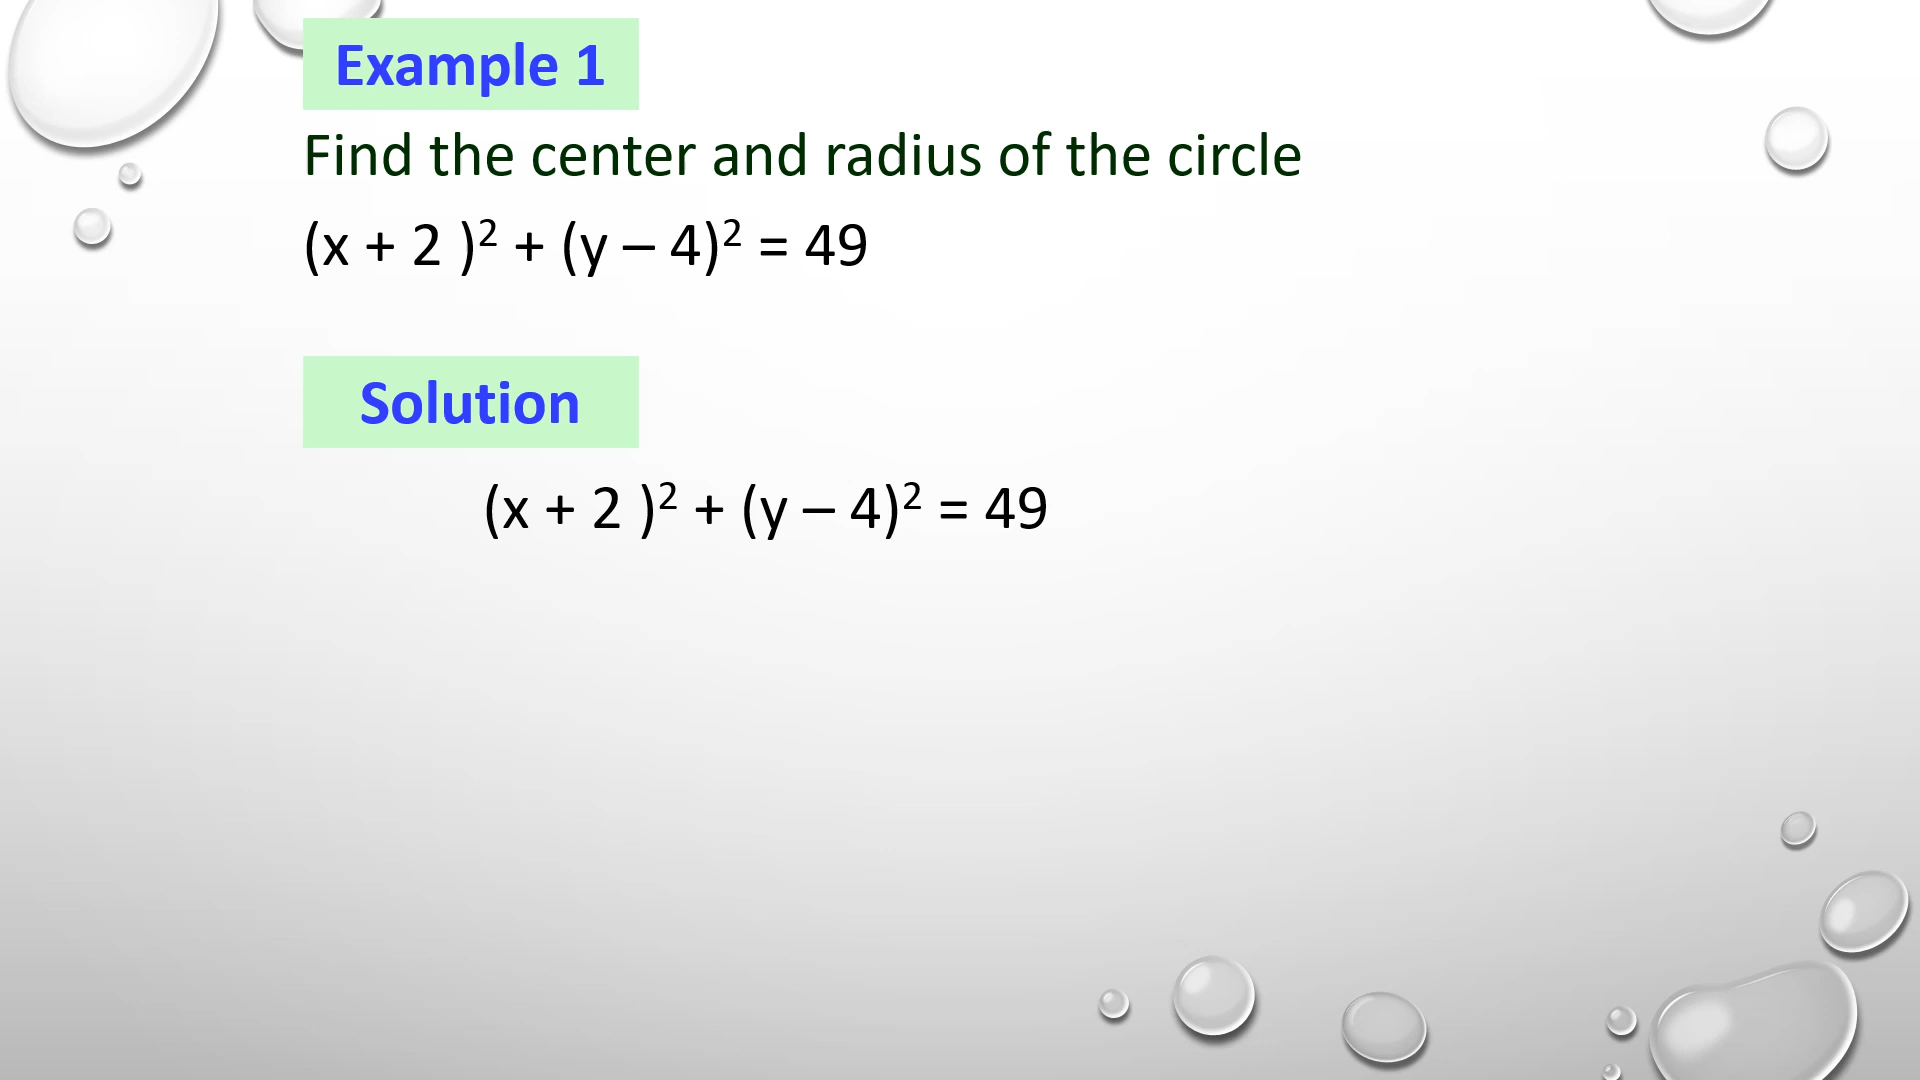 Example 1
Find the center and radius of the circle
(x + 2 )² + (y – 4)² = 49
Solution
(x + 2 )² + (y – 4)² = 49